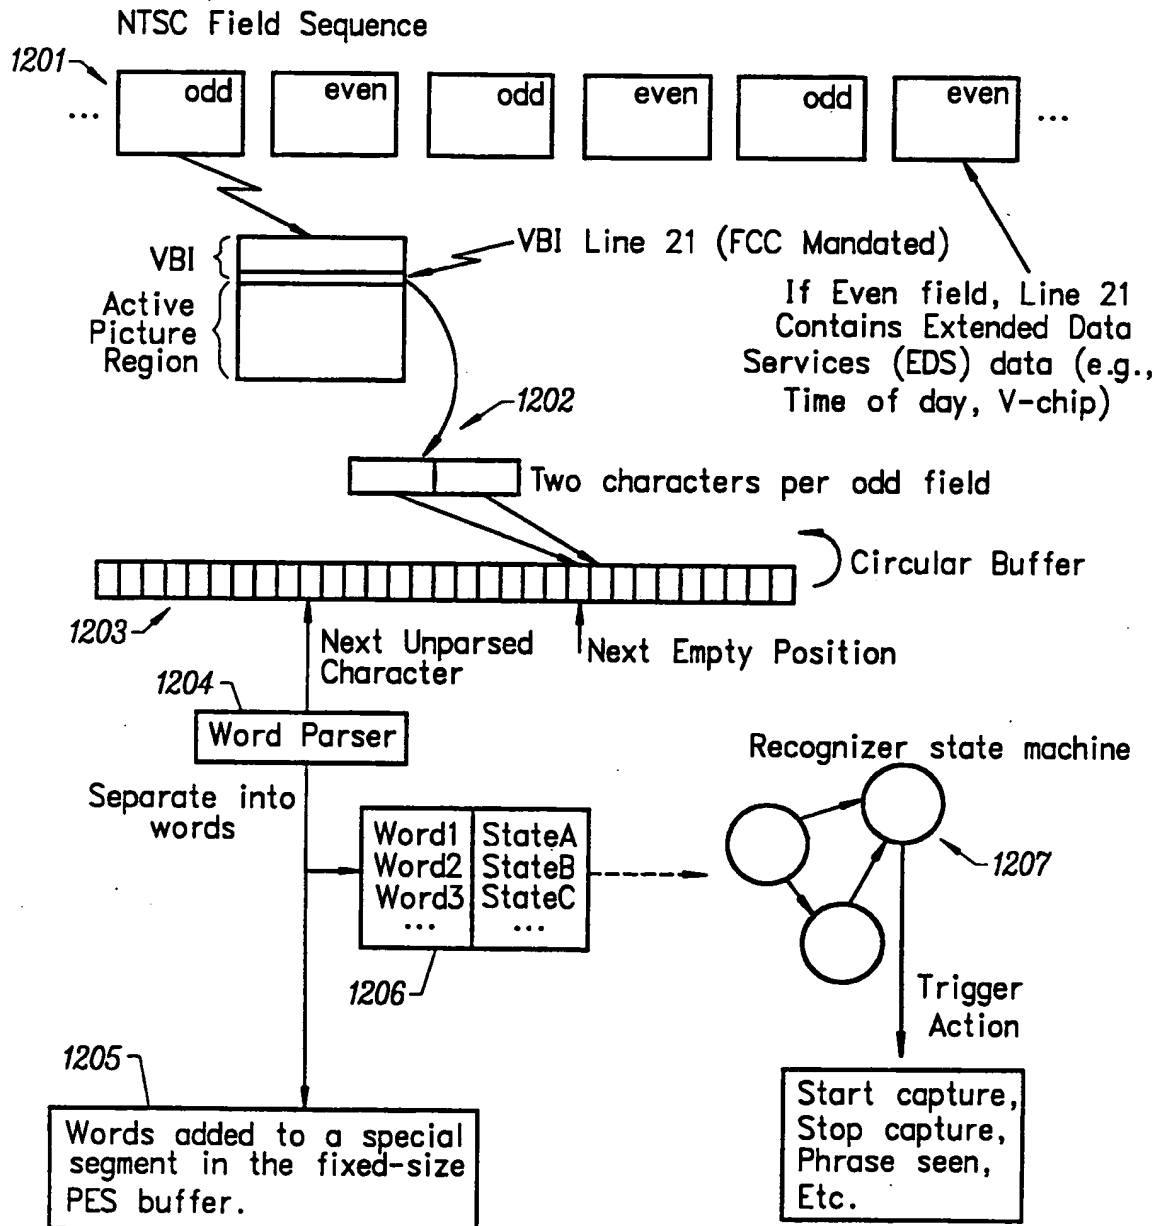 NTSC Field Sequence
1201
... odd even odd even odd even ...
VBI
VBI Line 21 (FCC Mandated)
Active
Picture
Region
If Even field, Line 21
Contains Extended Data
Services (EDS) data (e.g.,
Time of day, V-chip)
1202
Two characters per odd field
Circular Buffer
1203
Next Unparsed
Character
Next Empty Position
1204
Word Parser
Recognizer state machine
Separate into
words
Word1 StateA
Word2 StateB
Word3 StateC
... ...
1207
1206
Trigger
Action
1205
Words added to a special
segment in the fixed-size
PES buffer.
Start capture,
Stop capture,
Phrase seen,
Etc.